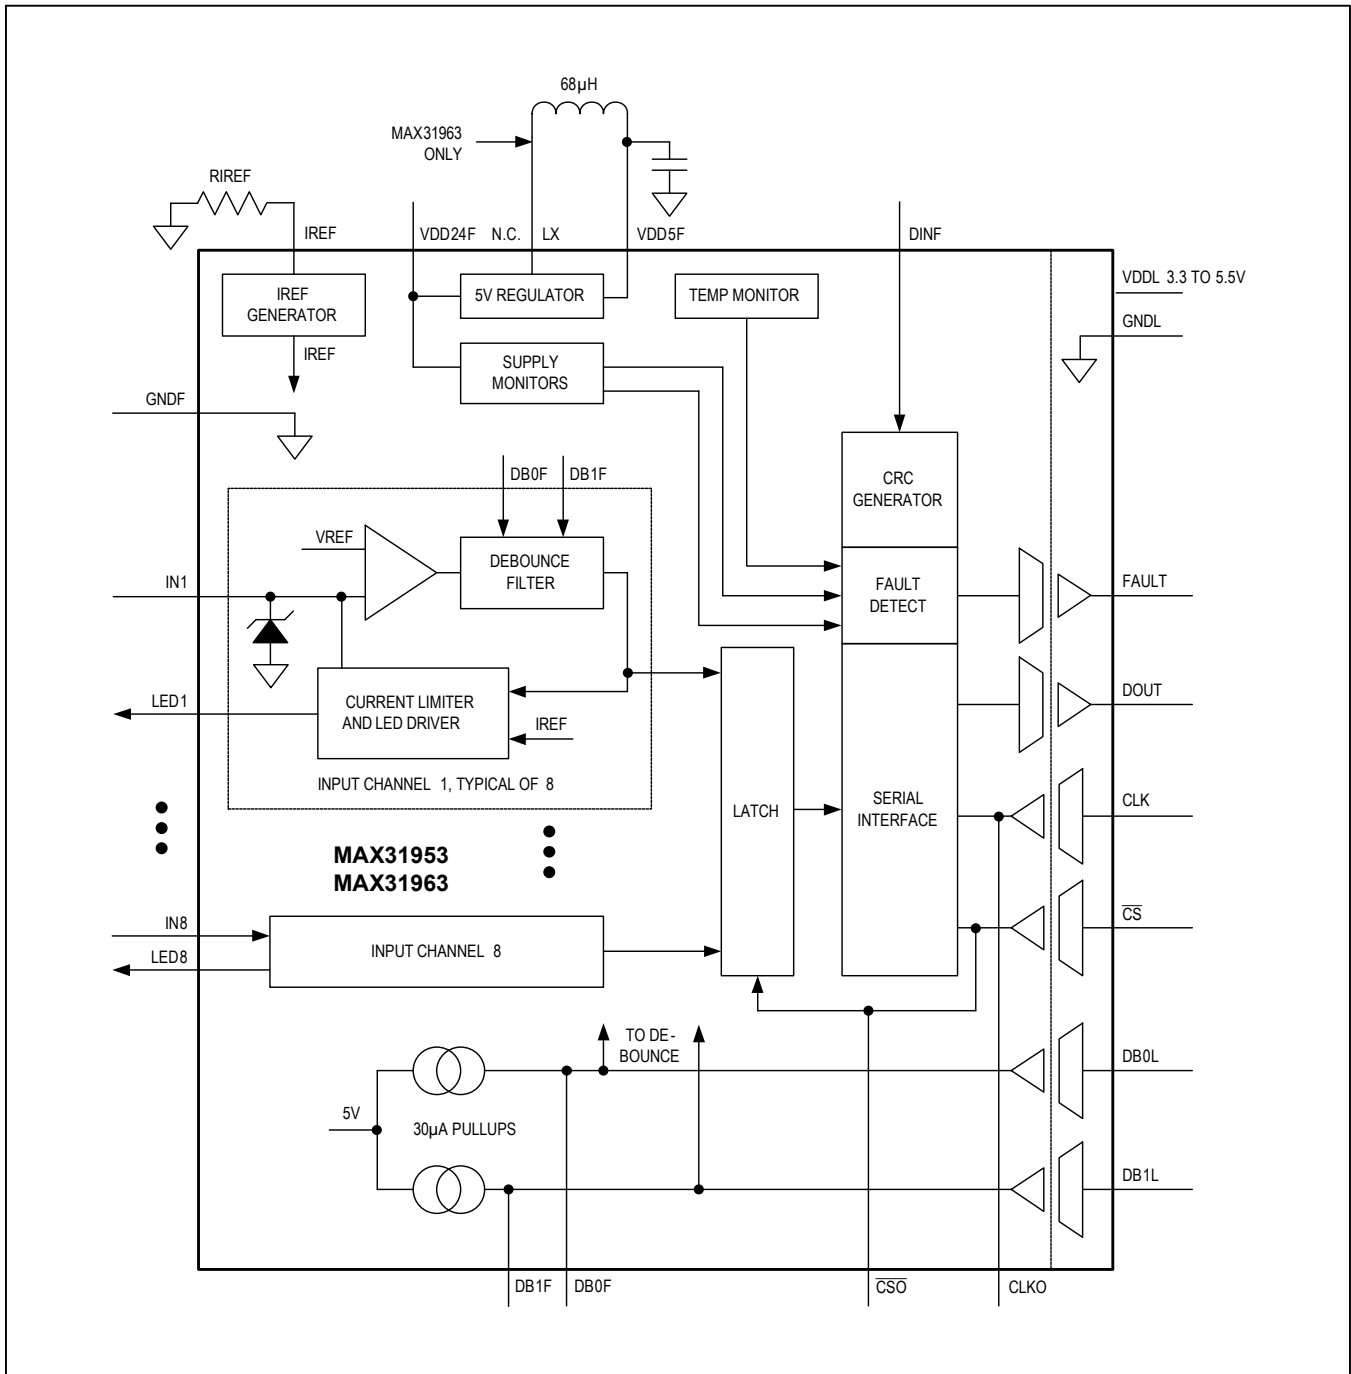 68µH
MAX31963
ONLY
RIREF
IREF
VDD24F
N.C.
LX
VDD5F
DINF
IREF
GENERATOR
5V REGULATOR
TEMP MONITOR
VDDL 3.3 TO 5.5V
GNDL
IREF
SUPPLY
MONITORS
GNDF
CRC
GENERATOR
DB0F
DB1F
VREF
DEBOUNCE
FILTER
IN1
FAULT
DETECT
FAULT
CURRENT LIMITER
AND LED DRIVER
LED1
IREF
DOUT
INPUT CHANNEL 1, TYPICAL OF 8
LATCH
SERIAL
INTERFACE
CLK
MAX31953
MAX31963
IN8
LED8
INPUT CHANNEL 8
CS
TO DE-
BOUNCE
DB0L
5V
30µA PULLUPS
DB1L
DB1F
DB0F
CSO
CLKO